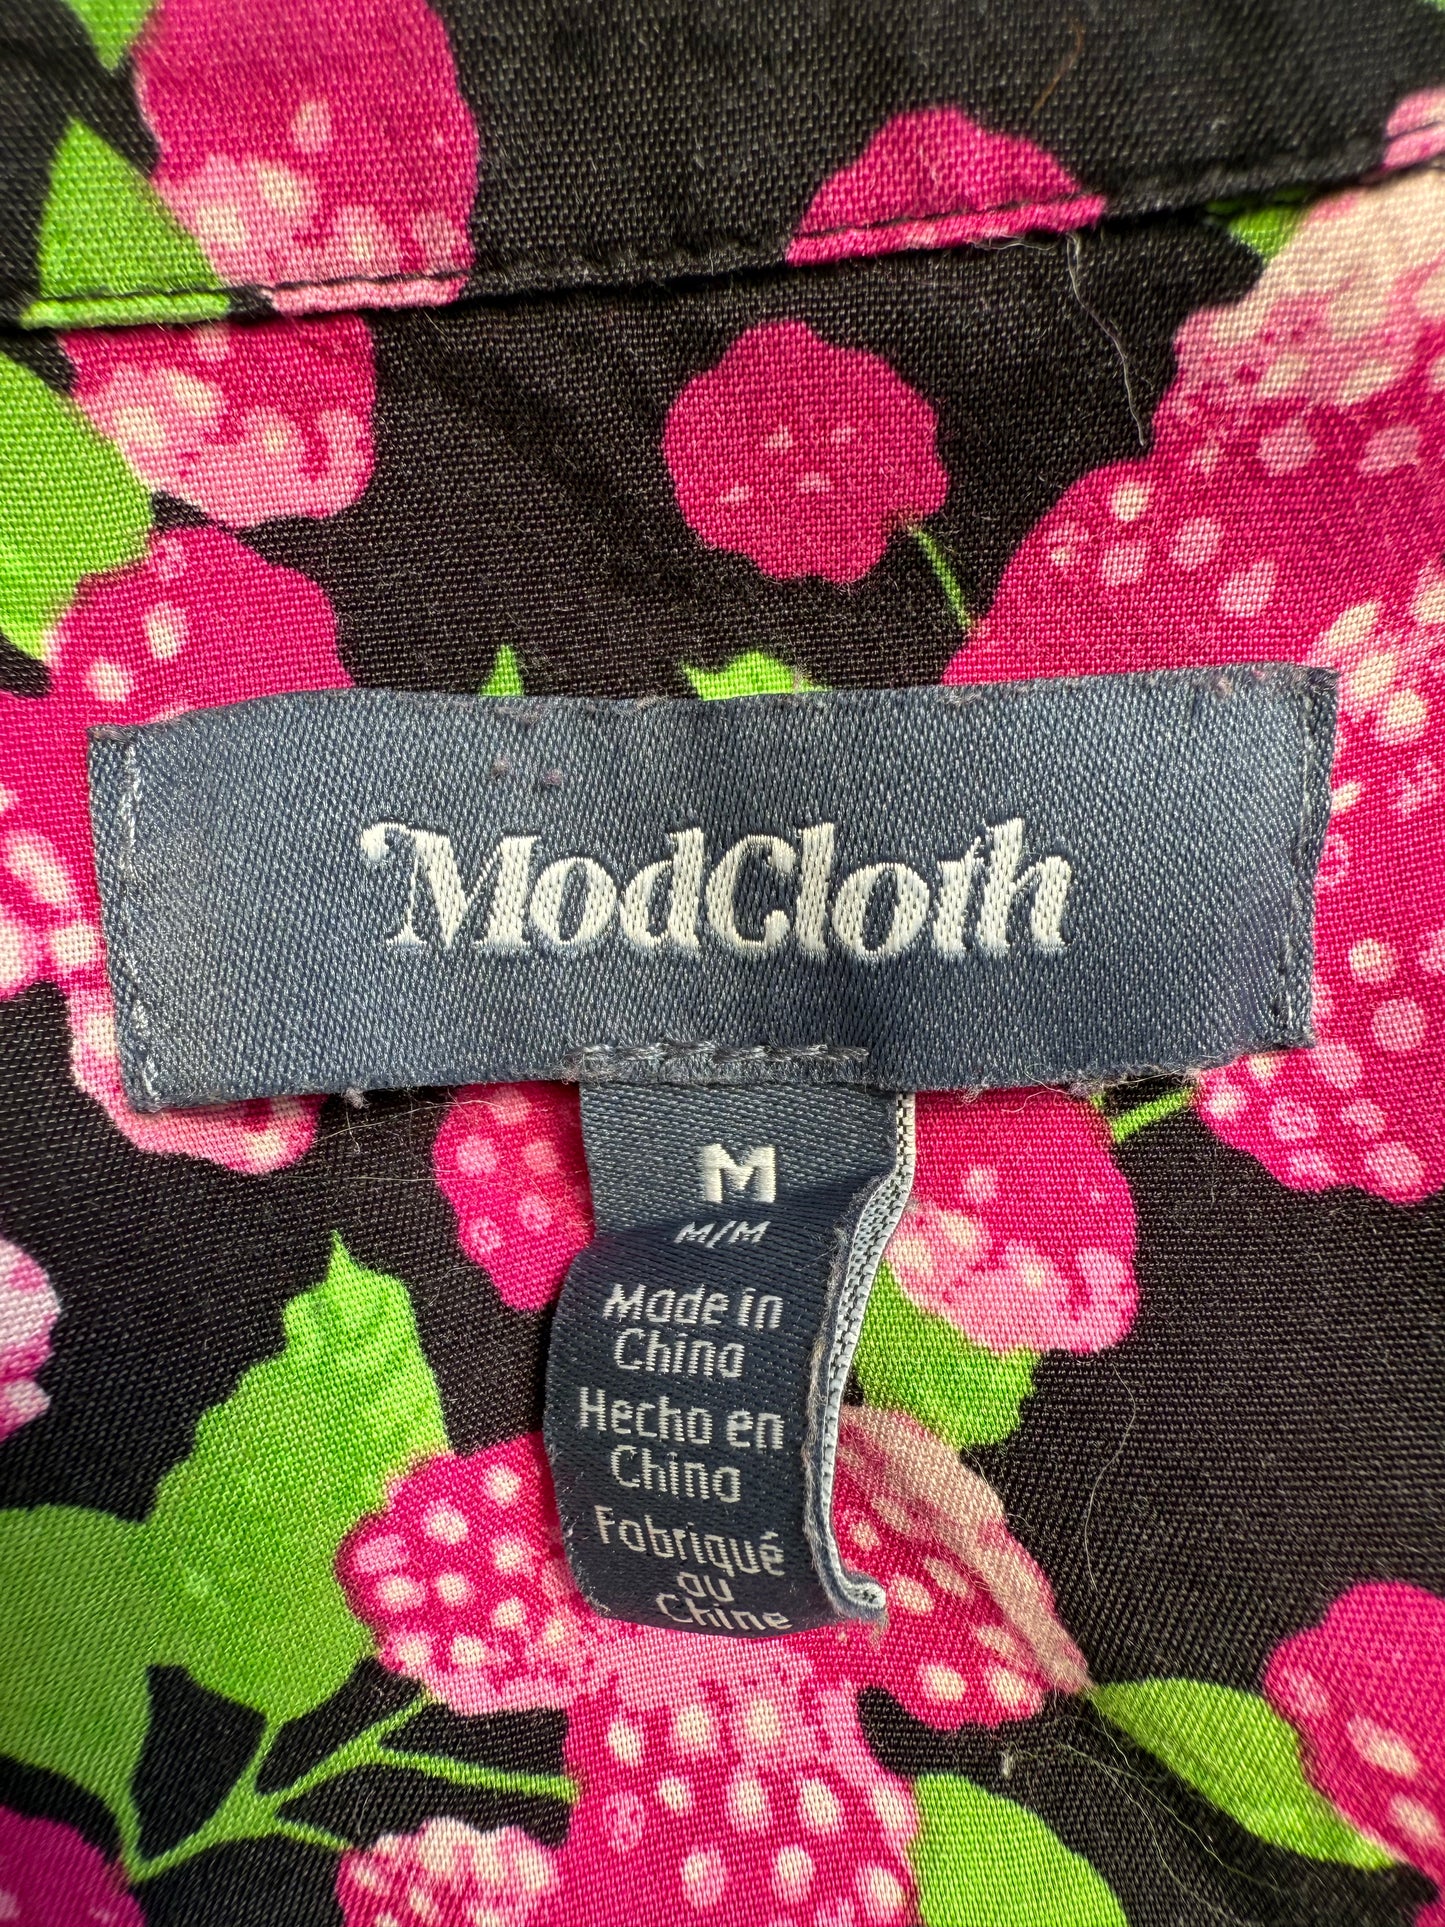 ModCloth
M
M/M
Made in
China
Hecho en
China
Fabriqué
au
Chine